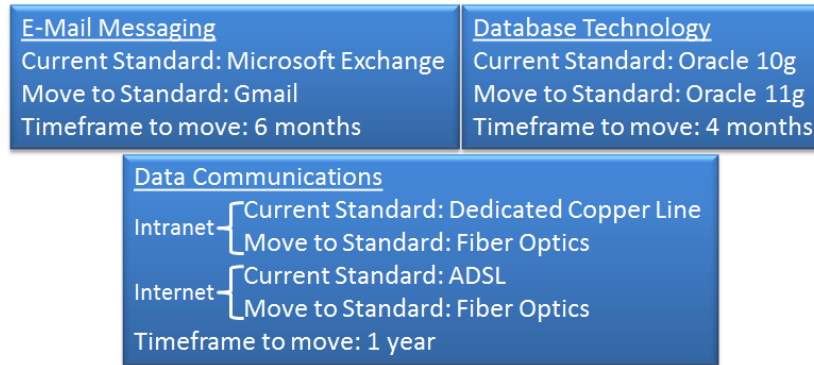 E-Mail Messaging
Current Standard: Microsoft Exchange
Move to Standard: Gmail
Timeframe to move: 6 months
Database Technology
Current Standard: Oracle 10g
Move to Standard: Oracle 11g
Timeframe to move: 4 months
Data Communications
Intranet
Current Standard: Dedicated Copper Line
Move to Standard: Fiber Optics
Internet
Current Standard: ADSL
Move to Standard: Fiber Optics
Timeframe to move: 1 year